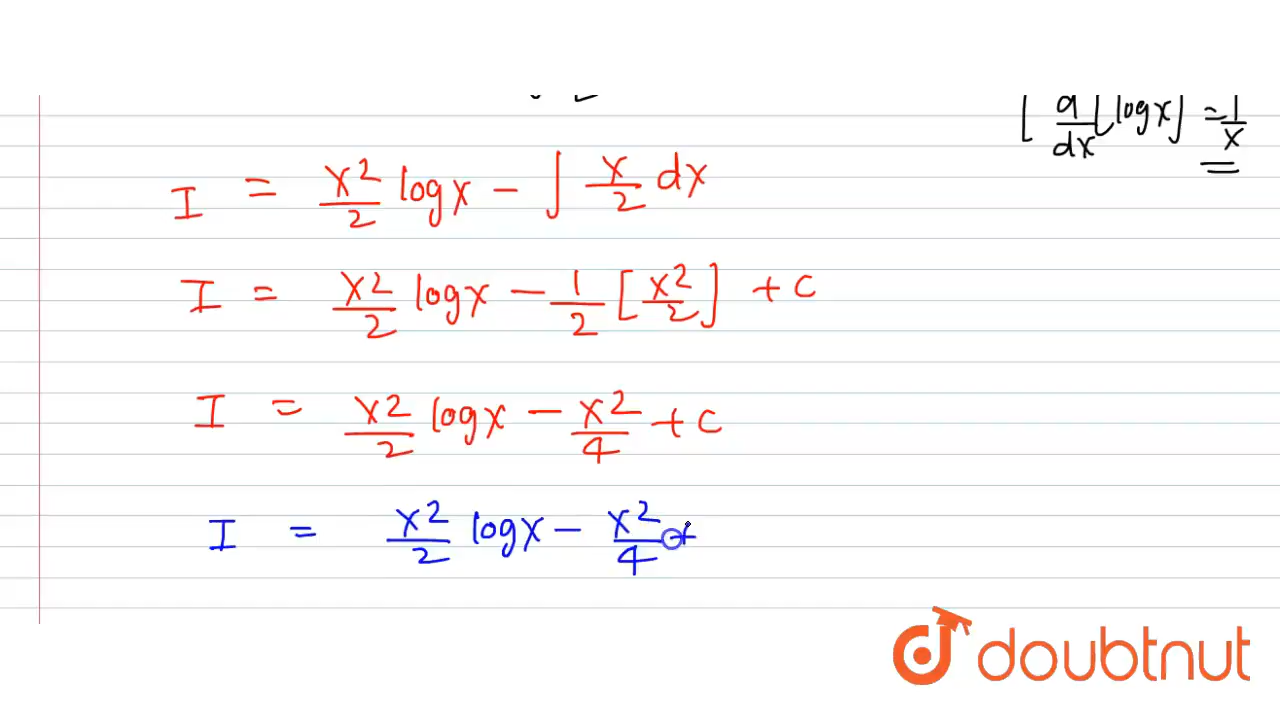 [ d/dx [log x] = 1/x
I = x²/2 log x − ∫ x/2 dx
I = x²/2 log x − 1/2 [x²/2] + c
I = x²/2 log x − x²/4 + c
I = x²/2 log x − x²/4 +
doubtnut